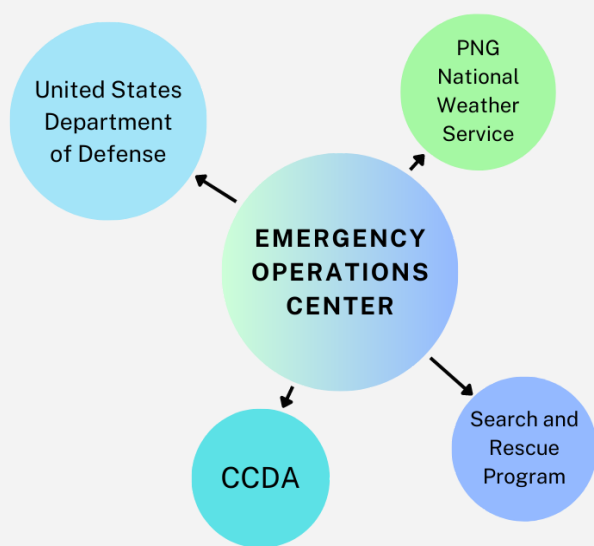 United States
Department
of Defense
PNG
National
Weather
Service
EMERGENCY
OPERATIONS
CENTER
CCDA
Search and
Rescue
Program